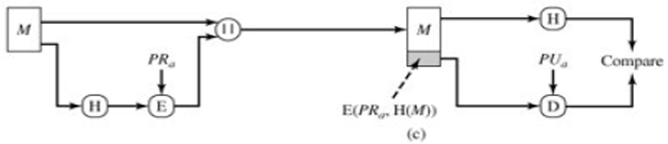 M
||
M
H
PRa
PUa
Compare
H
E
D
E(PRa, H(M))
(c)